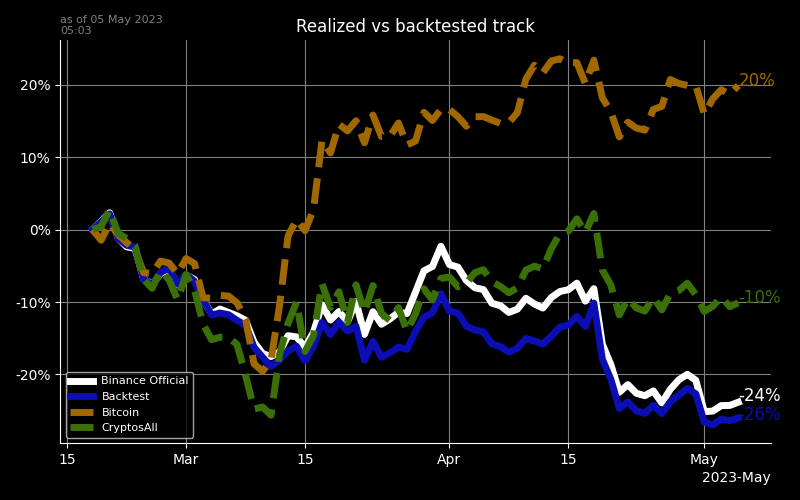 as of 05 May 2023
05:03
Realized vs backtested track
20%
10%
0%
-10%
-20%
20%
-10%
-24%
-26%
Binance Official
Backtest
Bitcoin
CryptosAll
15
Mar
15
Apr
15
May
2023-May